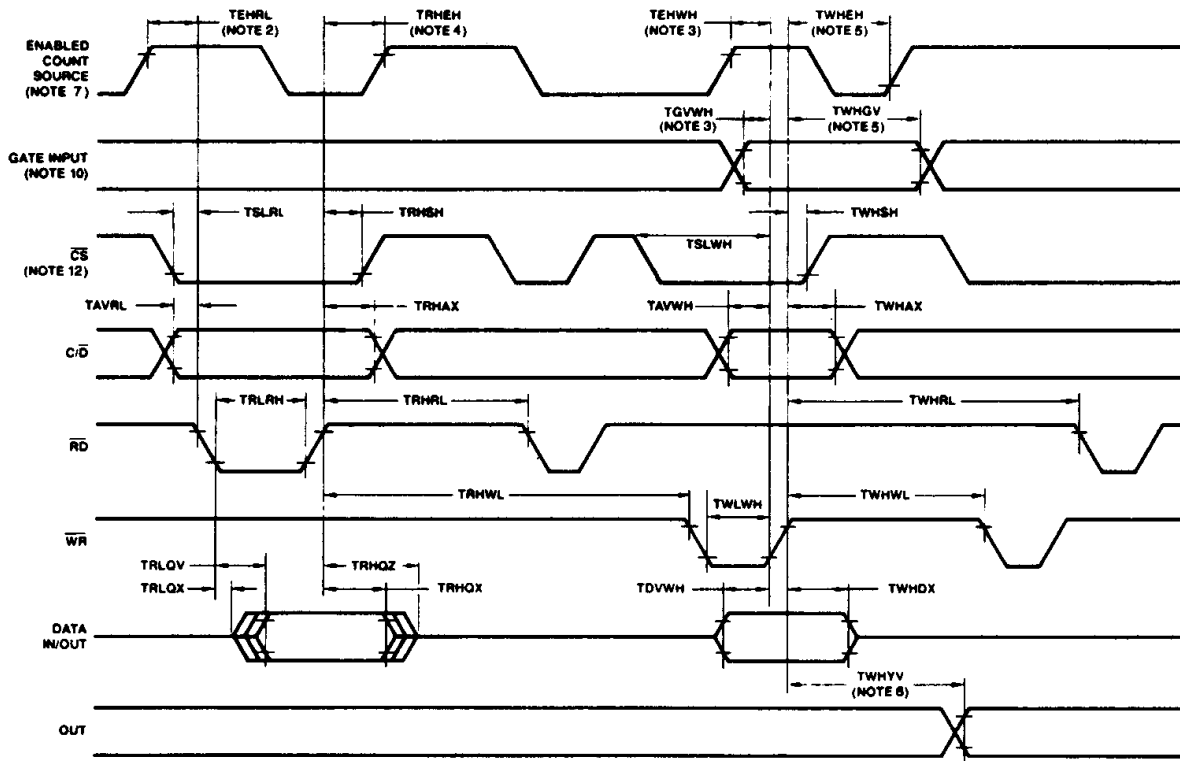 TEHRL
(NOTE 2)
TRHEH
(NOTE 4)
TEHWH
(NOTE 3)
TWHEH
(NOTE 5)
ENABLED
COUNT
SOURCE
(NOTE 7)
TGVWH
(NOTE 3)
TWHGV
(NOTE 5)
GATE INPUT
(NOTE 10)
TSLRL
TRHSH
TSLWH
TWHSH
CS
(NOTE 12)
TAVRL
TRHAX
TAVWH
TWHAX
C/D
TRLRH
TRHRL
TWHRL
RD
TRHWL
TWLWH
TWHWL
WR
TRLQV
TRHQZ
TRLQX
TRHQX
TDVWH
TWHDX
DATA
IN/OUT
TWHYV
(NOTE 6)
OUT